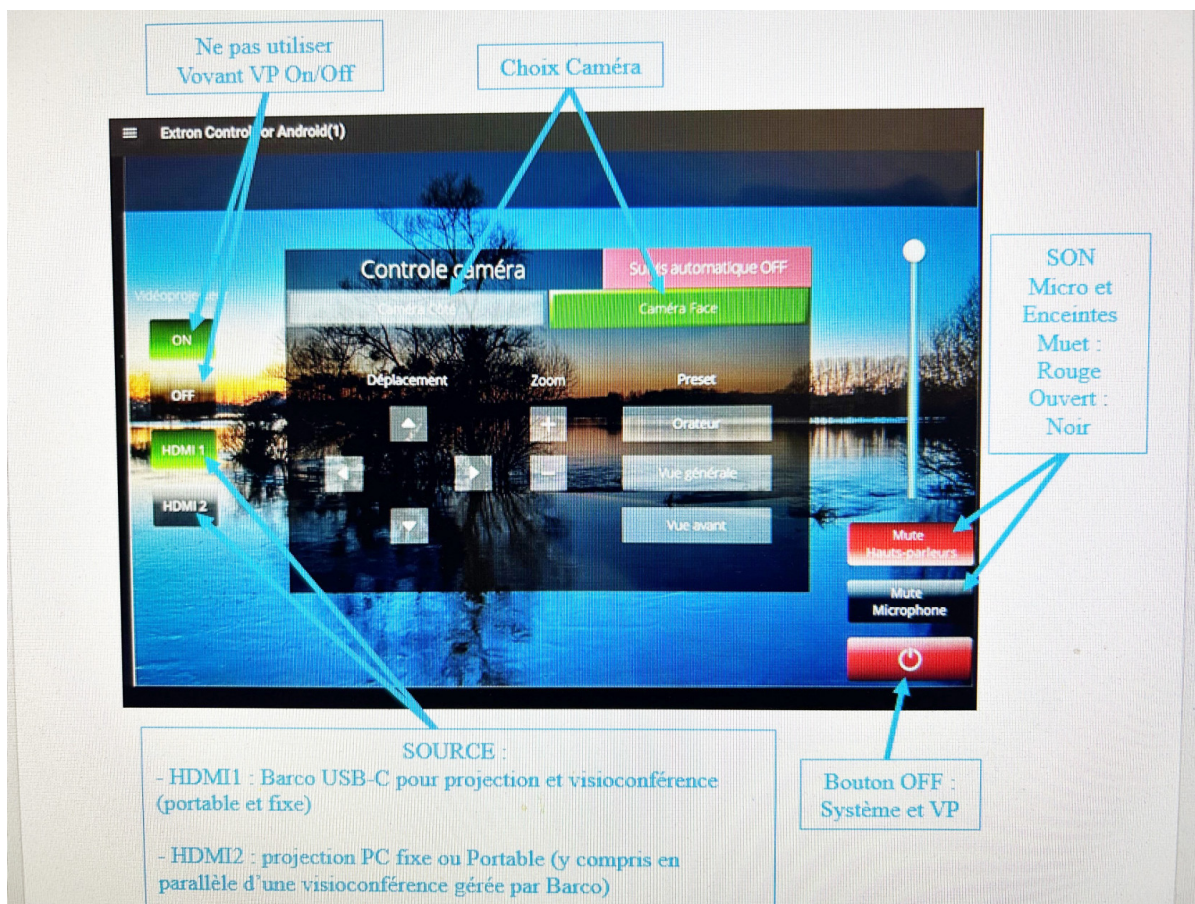 Ne pas utiliser
Voyant VP On/Off
Choix Caméra
Extron Control for Android(1)
Controle caméra
Suivis automatique OFF
Vidéoprojecteur
Caméra Côté
Caméra Face
ON
OFF
HDMI 1
HDMI 2
Déplacement
Zoom
Preset
+
-
Orateur
Vue générale
Vue avant
SON
Micro et
Enceintes
Muet :
Rouge
Ouvert :
Noir
Mute
Hauts-parleurs
Mute
Microphone
SOURCE :
- HDMI1 : Barco USB-C pour projection et visioconférence
(portable et fixe)
- HDMI2 : projection PC fixe ou Portable (y compris en
parallèle d'une visioconférence gérée par Barco)
Bouton OFF :
Système et VP